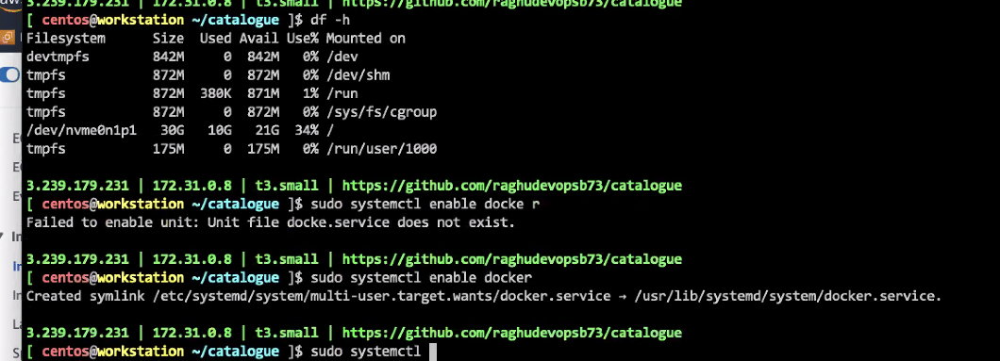 3.239.179.231 | 172.31.0.8 | t3.small | https://github.com/raghudevopsb73/catalogue
[ centos@workstation ~/catalogue ]$ df -h
Filesystem      Size  Used Avail Use% Mounted on
devtmpfs        842M     0  842M   0% /dev
tmpfs           872M     0  872M   0% /dev/shm
tmpfs           872M  380K  871M   1% /run
tmpfs           872M     0  872M   0% /sys/fs/cgroup
/dev/nvme0n1p1   30G   10G   21G  34% /
tmpfs           175M     0  175M   0% /run/user/1000
3.239.179.231 | 172.31.0.8 | t3.small | https://github.com/raghudevopsb73/catalogue
[ centos@workstation ~/catalogue ]$ sudo systemctl enable docke r
Failed to enable unit: Unit file docke.service does not exist.
3.239.179.231 | 172.31.0.8 | t3.small | https://github.com/raghudevopsb73/catalogue
[ centos@workstation ~/catalogue ]$ sudo systemctl enable docker
Created symlink /etc/systemd/system/multi-user.target.wants/docker.service → /usr/lib/systemd/system/docker.service.
3.239.179.231 | 172.31.0.8 | t3.small | https://github.com/raghudevopsb73/catalogue
[ centos@workstation ~/catalogue ]$ sudo systemctl